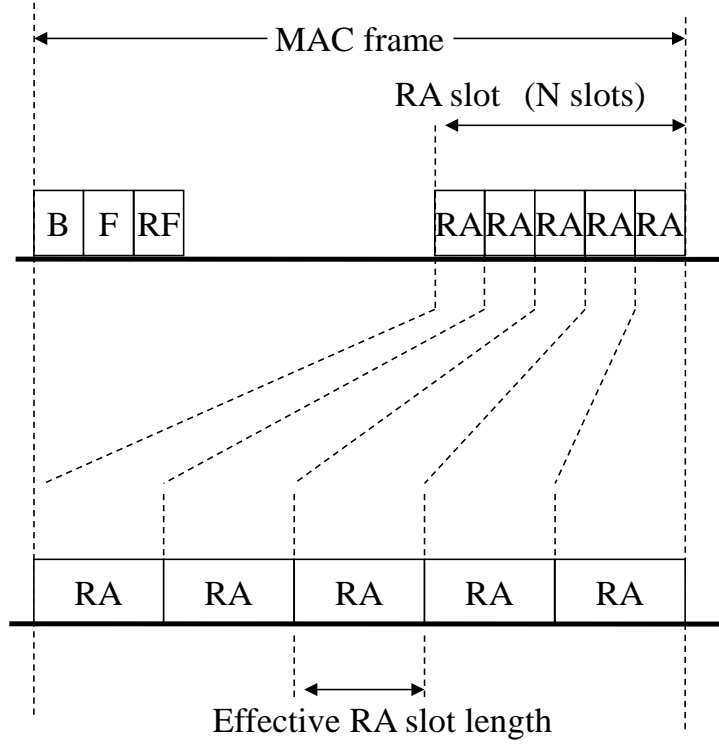 MAC frame
RA slot (N slots)
B F RF RA RA RA RA RA
RA RA RA RA RA
Effective RA slot length